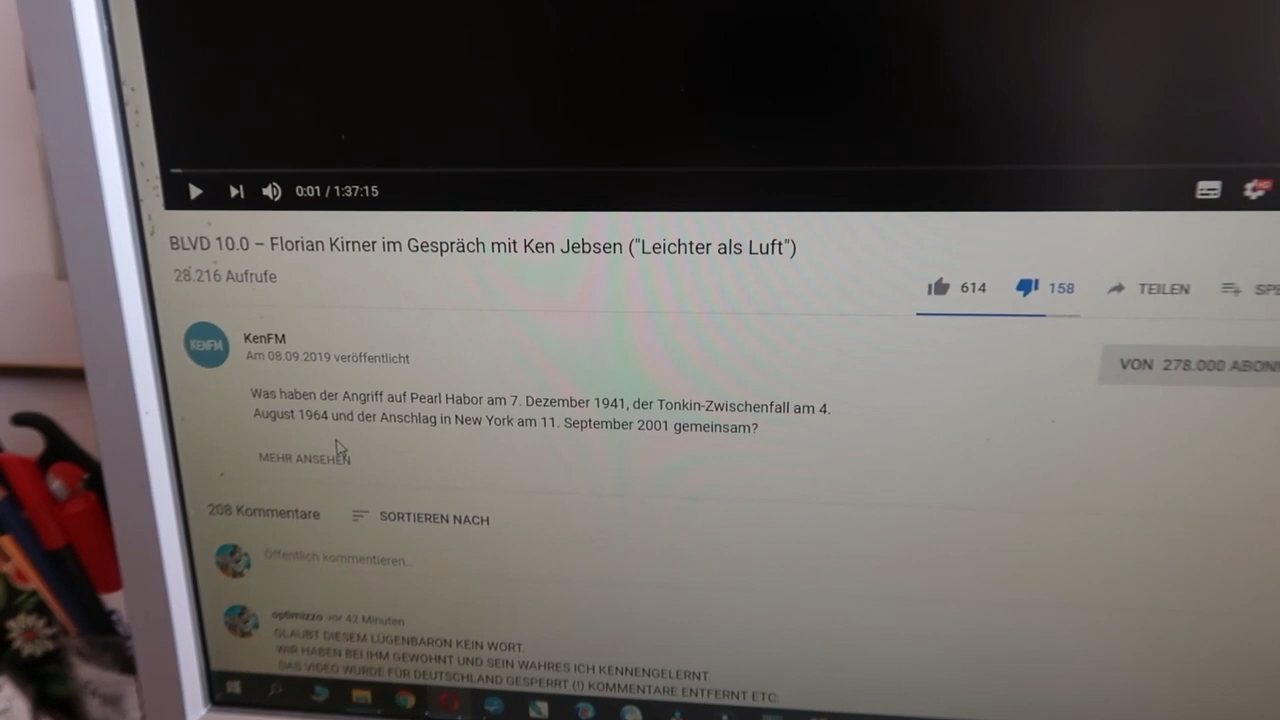 0:01 / 1:37:15
BLVD 10.0 – Florian Kirner im Gespräch mit Ken Jebsen ("Leichter als Luft")
28.216 Aufrufe
614 158 TEILEN SPE
KENFM
KenFM
Am 08.09.2019 veröffentlicht
VON 278.000 ABONN
Was haben der Angriff auf Pearl Habor am 7. Dezember 1941, der Tonkin-Zwischenfall am 4.
August 1964 und der Anschlag in New York am 11. September 2001 gemeinsam?
MEHR ANSEHEN
208 Kommentare SORTIEREN NACH
Öffentlich kommentieren...
optimizzo vor 42 Minuten
GLAUBT DIESEM LÜGENBARON KEIN WORT.
WIR HABEN BEI IHM GEWOHNT UND SEIN WAHRES ICH KENNENGELERNT.
DAS VIDEO WURDE FÜR DEUTSCHLAND GESPERRT (!) KOMMENTARE ENTFERNT ETC